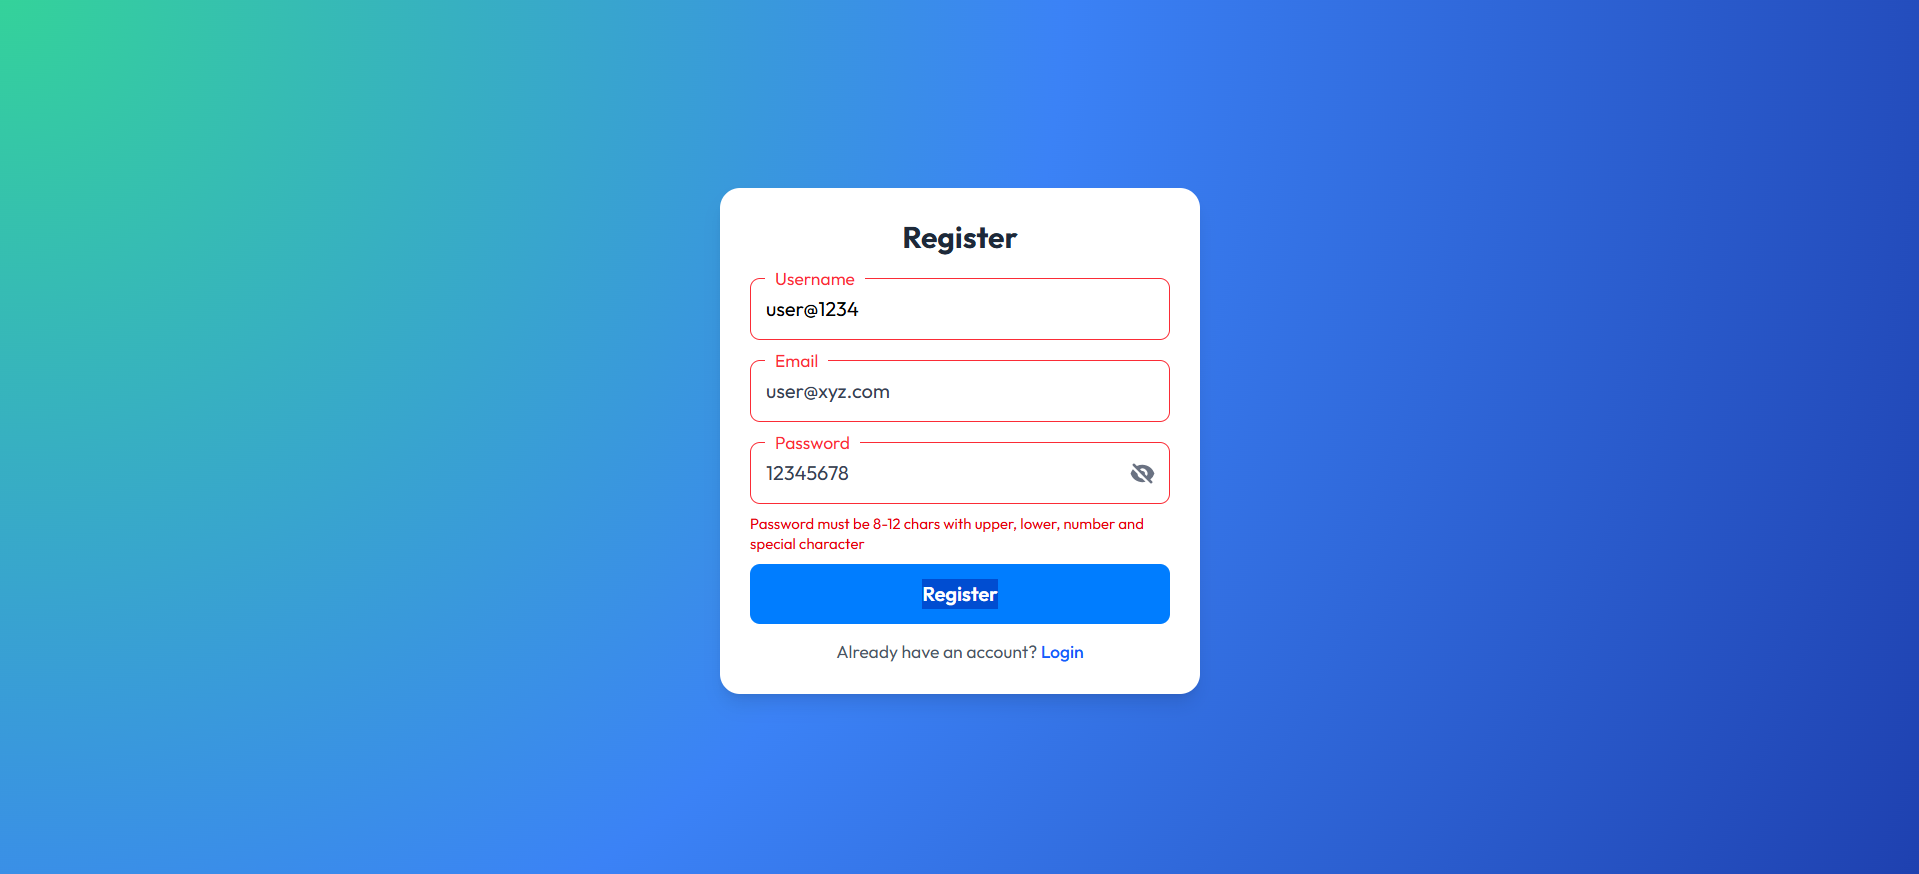 Register
Username
user@1234
Email
user@xyz.com
Password
12345678
Password must be 8-12 chars with upper, lower, number and
special character
Register
Already have an account? Login